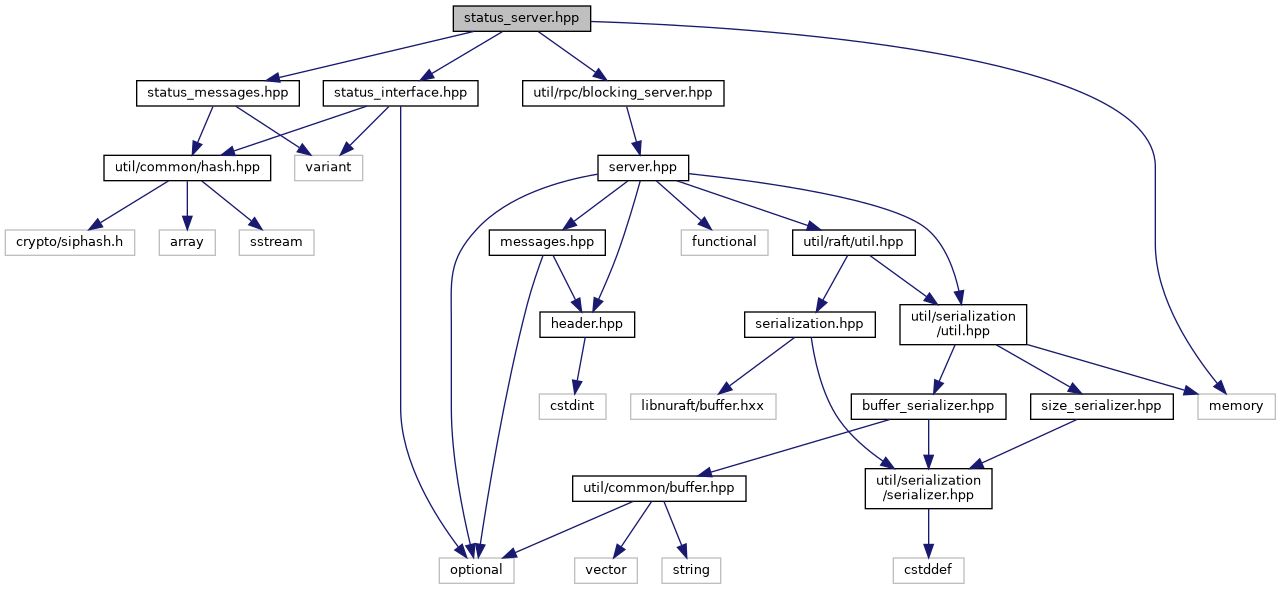 status_server.hpp
status_messages.hpp
status_interface.hpp
util/rpc/blocking_server.hpp
util/common/hash.hpp
variant
server.hpp
crypto/siphash.h
array
sstream
messages.hpp
functional
util/raft/util.hpp
header.hpp
serialization.hpp
util/serialization
/util.hpp
cstdint
libnuraft/buffer.hxx
buffer_serializer.hpp
size_serializer.hpp
memory
util/common/buffer.hpp
util/serialization
/serializer.hpp
optional
vector
string
cstddef